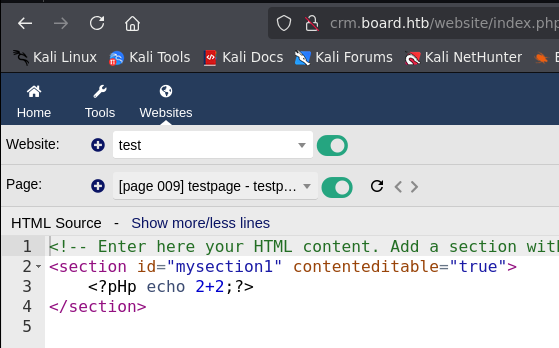 crm.board.htb/website/index.php
Kali Linux Kali Tools Kali Docs Kali Forums Kali NetHunter
Home Tools Websites
Website: test
Page: [page 009] testpage - testp...
HTML Source - Show more/less lines
1 <!-- Enter here your HTML content. Add a section with
2 <section id="mysection1" contenteditable="true">
3 <?pHp echo 2+2;?>
4 </section>
5